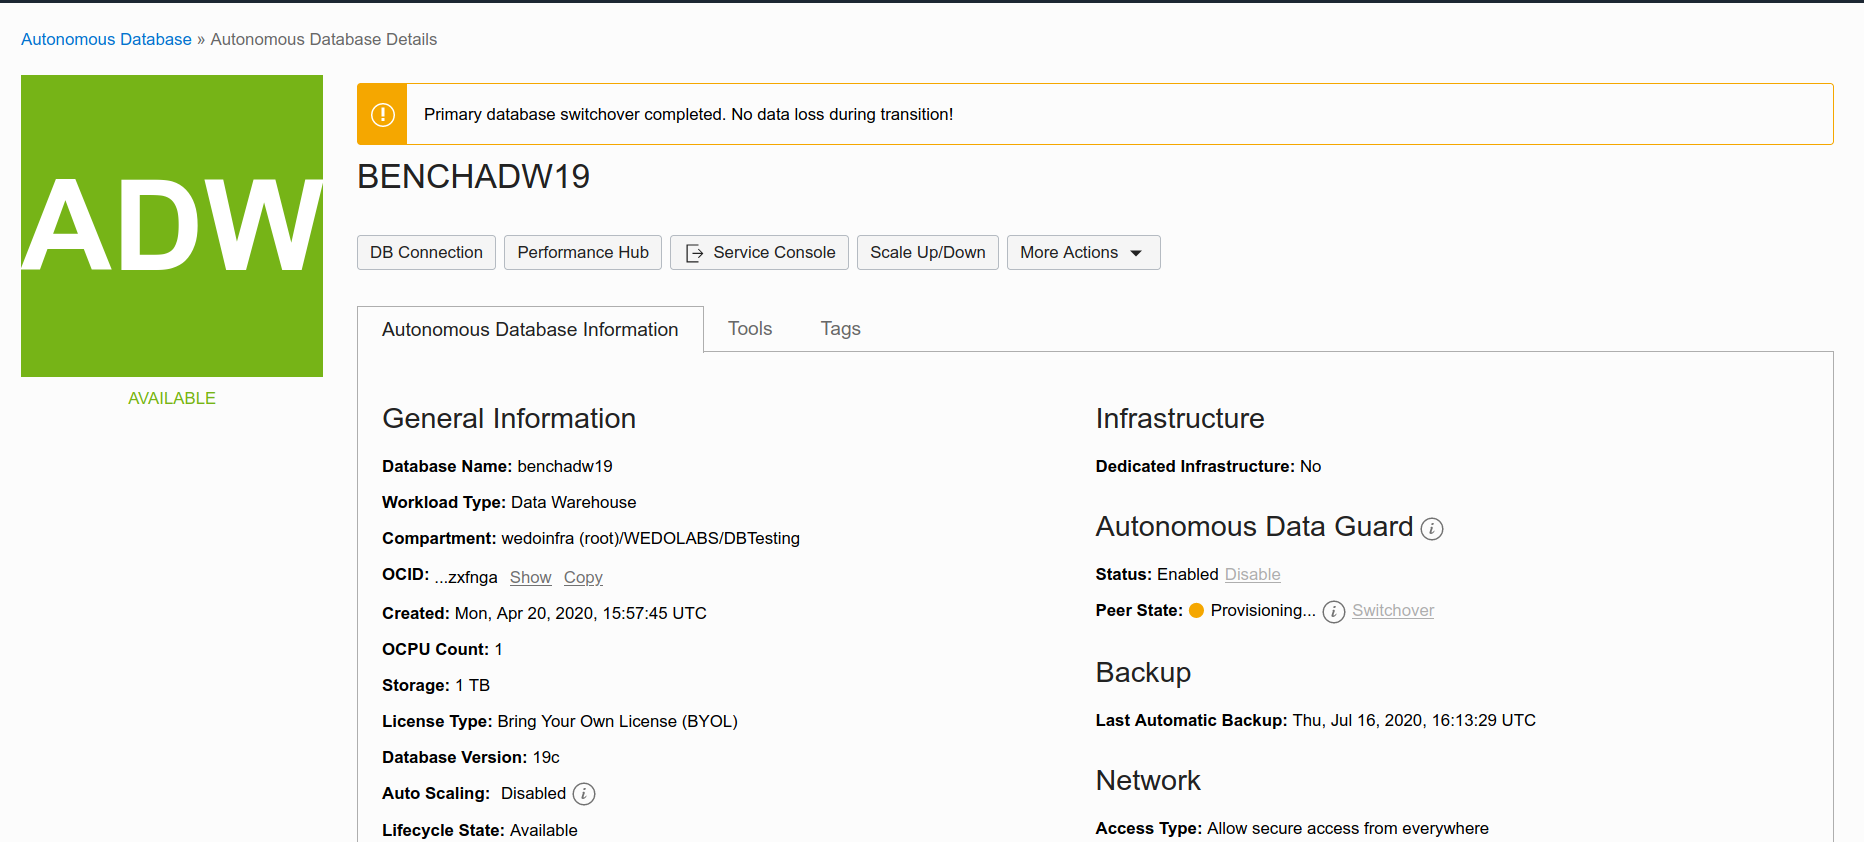 Autonomous Database » Autonomous Database Details
ADW
AVAILABLE
! Primary database switchover completed. No data loss during transition!
BENCHADW19
DB Connection Performance Hub Service Console Scale Up/Down More Actions
Autonomous Database Information Tools Tags
General Information
Database Name: benchadw19
Workload Type: Data Warehouse
Compartment: wedoinfra (root)/WEDOLABS/DBTesting
OCID: ...zxfnga Show Copy
Created: Mon, Apr 20, 2020, 15:57:45 UTC
OCPU Count: 1
Storage: 1 TB
License Type: Bring Your Own License (BYOL)
Database Version: 19c
Auto Scaling: Disabled i
Lifecycle State: Available
Infrastructure
Dedicated Infrastructure: No
Autonomous Data Guard i
Status: Enabled Disable
Peer State: Provisioning... i Switchover
Backup
Last Automatic Backup: Thu, Jul 16, 2020, 16:13:29 UTC
Network
Access Type: Allow secure access from everywhere